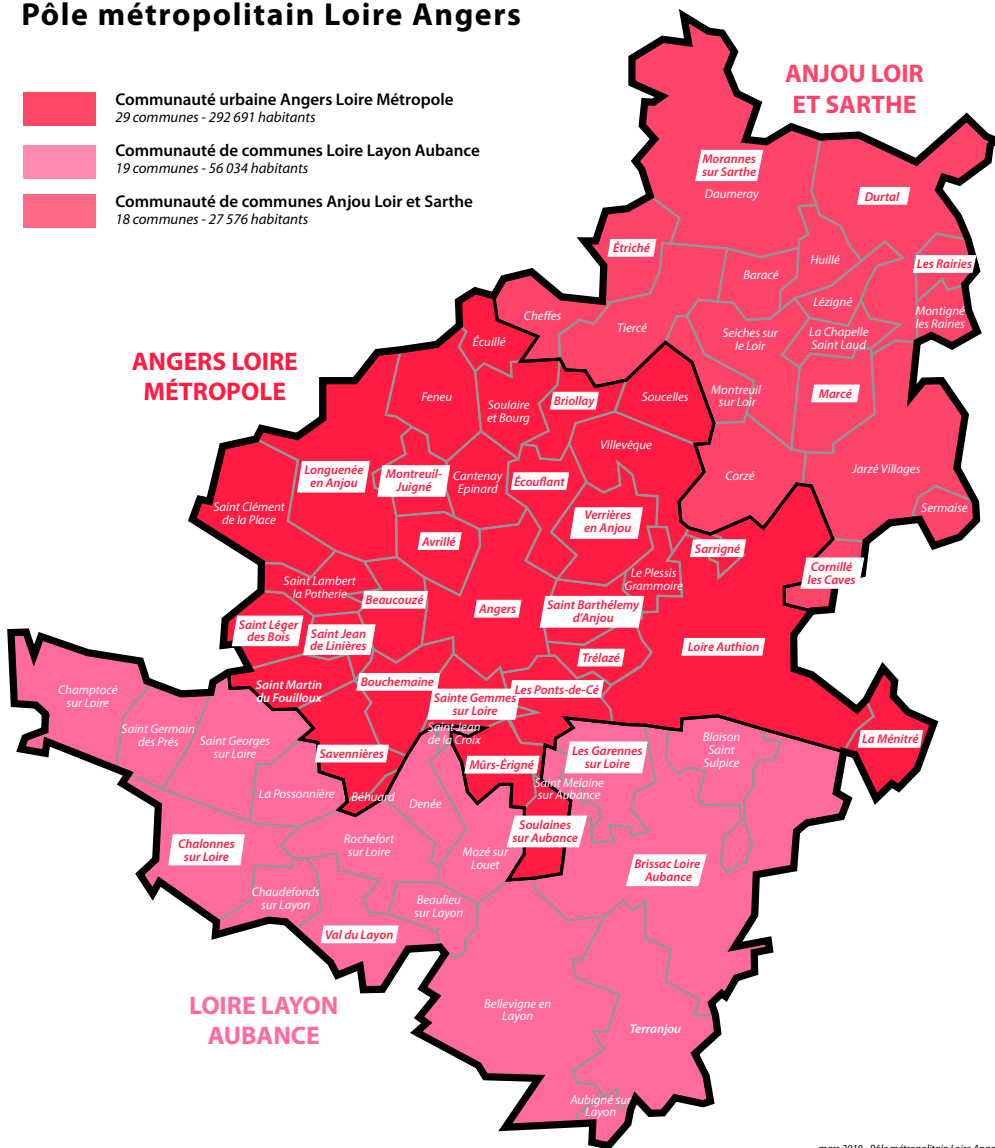 Pôle métropolitain Loire Angers
Communauté urbaine Angers Loire Métropole
29 communes - 292 691 habitants
Communauté de communes Loire Layon Aubance
19 communes - 56 034 habitants
Communauté de communes Anjou Loir et Sarthe
18 communes - 27 576 habitants
ANJOU LOIR
ET SARTHE
Morannes
sur Sarthe
Daumeray
Durtal
Étriché
Huillé
Les Rairies
Baracé
Lézigné
Montigné
les Rairies
Cheffes
Tiercé
Seiches sur
le Loir
La Chapelle
Saint Laud
Écuillé
ANGERS LOIRE
MÉTROPOLE
Feneu
Soulaire
et Bourg
Briollay
Soucelles
Montreuil
sur Loir
Marcé
Villevêque
Longuenée
en Anjou
Montreuil-
Juigné
Cantenay
Epinard
Écouflant
Corzé
Jarzé Villages
Saint Clément
de la Place
Sermaise
Verrières
en Anjou
Avrillé
Sarrigné
Cornillé
les Caves
Saint Lambert
la Potherie
Le Plessis
Grammoire
Beaucouzé
Angers
Saint Barthélemy
d'Anjou
Saint Léger
des Bois
Saint Jean
de Linières
Loire Authion
Trélazé
Champtocé
sur Loire
Saint Martin
du Fouilloux
Bouchemaine
Sainte Gemmes
sur Loire
Les Ponts-de-Cé
Saint Germain
des Prés
Saint Georges
sur Loire
Saint Jean
de la Croix
La Ménitré
Savennières
Mûrs-Érigné
Les Garennes
sur Loire
Blaison
Saint
Sulpice
La Possonnière
Béhuard
Denée
Saint Melaine
sur Aubance
Chalonnes
sur Loire
Rochefort
sur Loire
Mozé sur
Louet
Soulaines
sur Aubance
Brissac Loire
Aubance
Chaudefonds
sur Layon
Beaulieu
sur Layon
Val du Layon
LOIRE LAYON
AUBANCE
Bellevigne en
Layon
Terranjou
Aubigné sur
Layon
mars 2018 - Pôle métropolitain Loire Angers